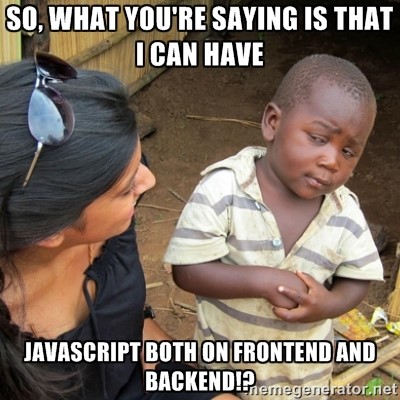 SO, WHAT YOU'RE SAYING IS THAT
I CAN HAVE
JAVASCRIPT BOTH ON FRONTEND AND
BACKEND!?
memegenerator.net